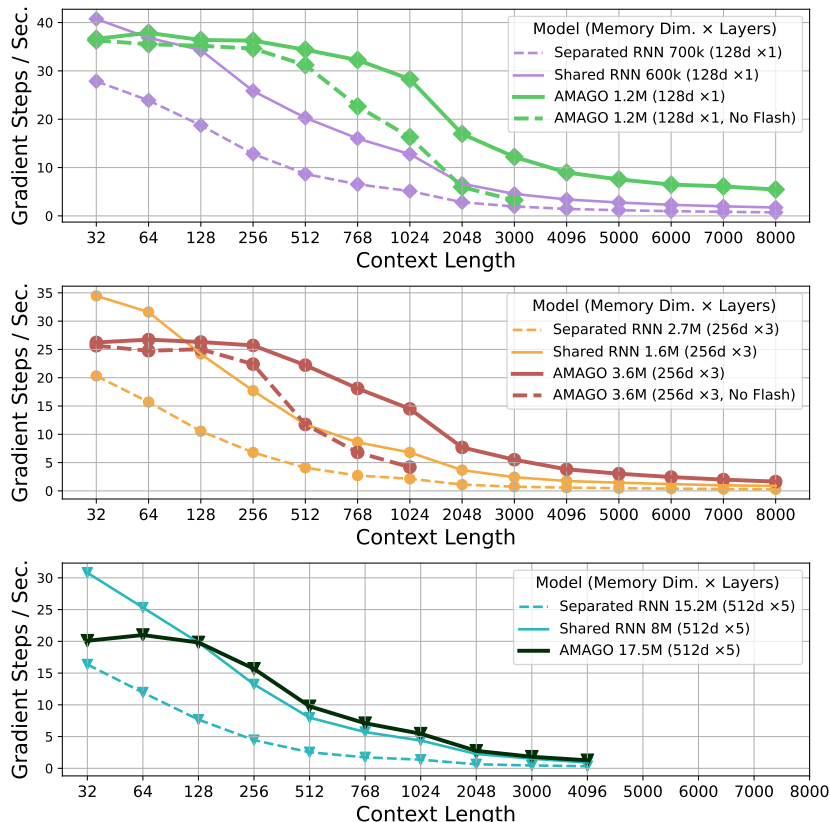 Gradient Steps / Sec.
40
30
20
10
0
Model (Memory Dim. × Layers)
Separated RNN 700k (128d ×1)
Shared RNN 600k (128d ×1)
AMAGO 1.2M (128d ×1)
AMAGO 1.2M (128d ×1, No Flash)
32 64 128 256 512 768 1024 2048 3000 4096 5000 6000 7000 8000
Context Length
Gradient Steps / Sec.
35
30
25
20
15
10
5
0
Model (Memory Dim. × Layers)
Separated RNN 2.7M (256d ×3)
Shared RNN 1.6M (256d ×3)
AMAGO 3.6M (256d ×3)
AMAGO 3.6M (256d ×3, No Flash)
32 64 128 256 512 768 1024 2048 3000 4096 5000 6000 7000 8000
Context Length
Gradient Steps / Sec.
30
25
20
15
10
5
0
Model (Memory Dim. × Layers)
Separated RNN 15.2M (512d ×5)
Shared RNN 8M (512d ×5)
AMAGO 17.5M (512d ×5)
32 64 128 256 512 768 1024 2048 3000 4096 5000 6000 7000 8000
Context Length